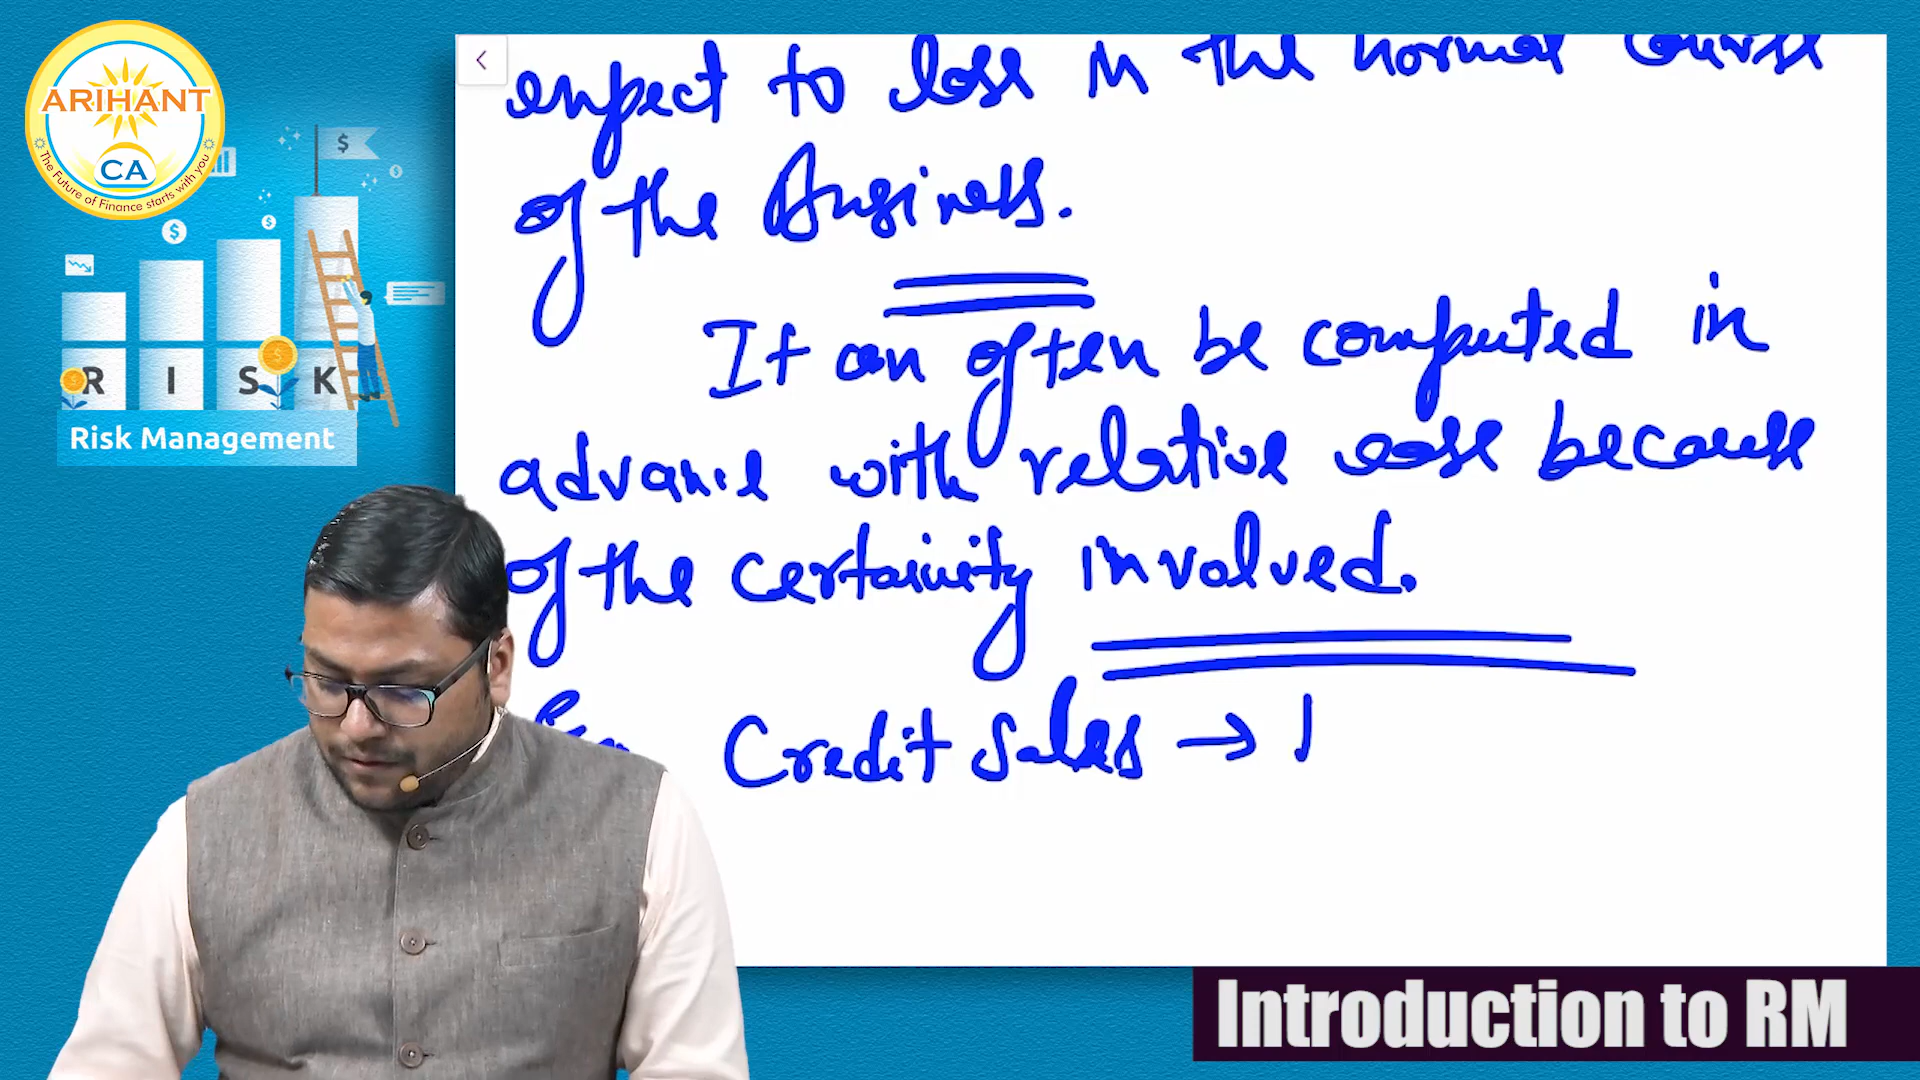 ARIHANT
CA
The Future of Finance starts with you
$
$
$
$
$
R I S K
Risk Management
expect to loss in the normal course
of the Business.
It can often be computed in
advance with relative ease because
of the certainity involved.
Credit Sales →
Introduction to RM